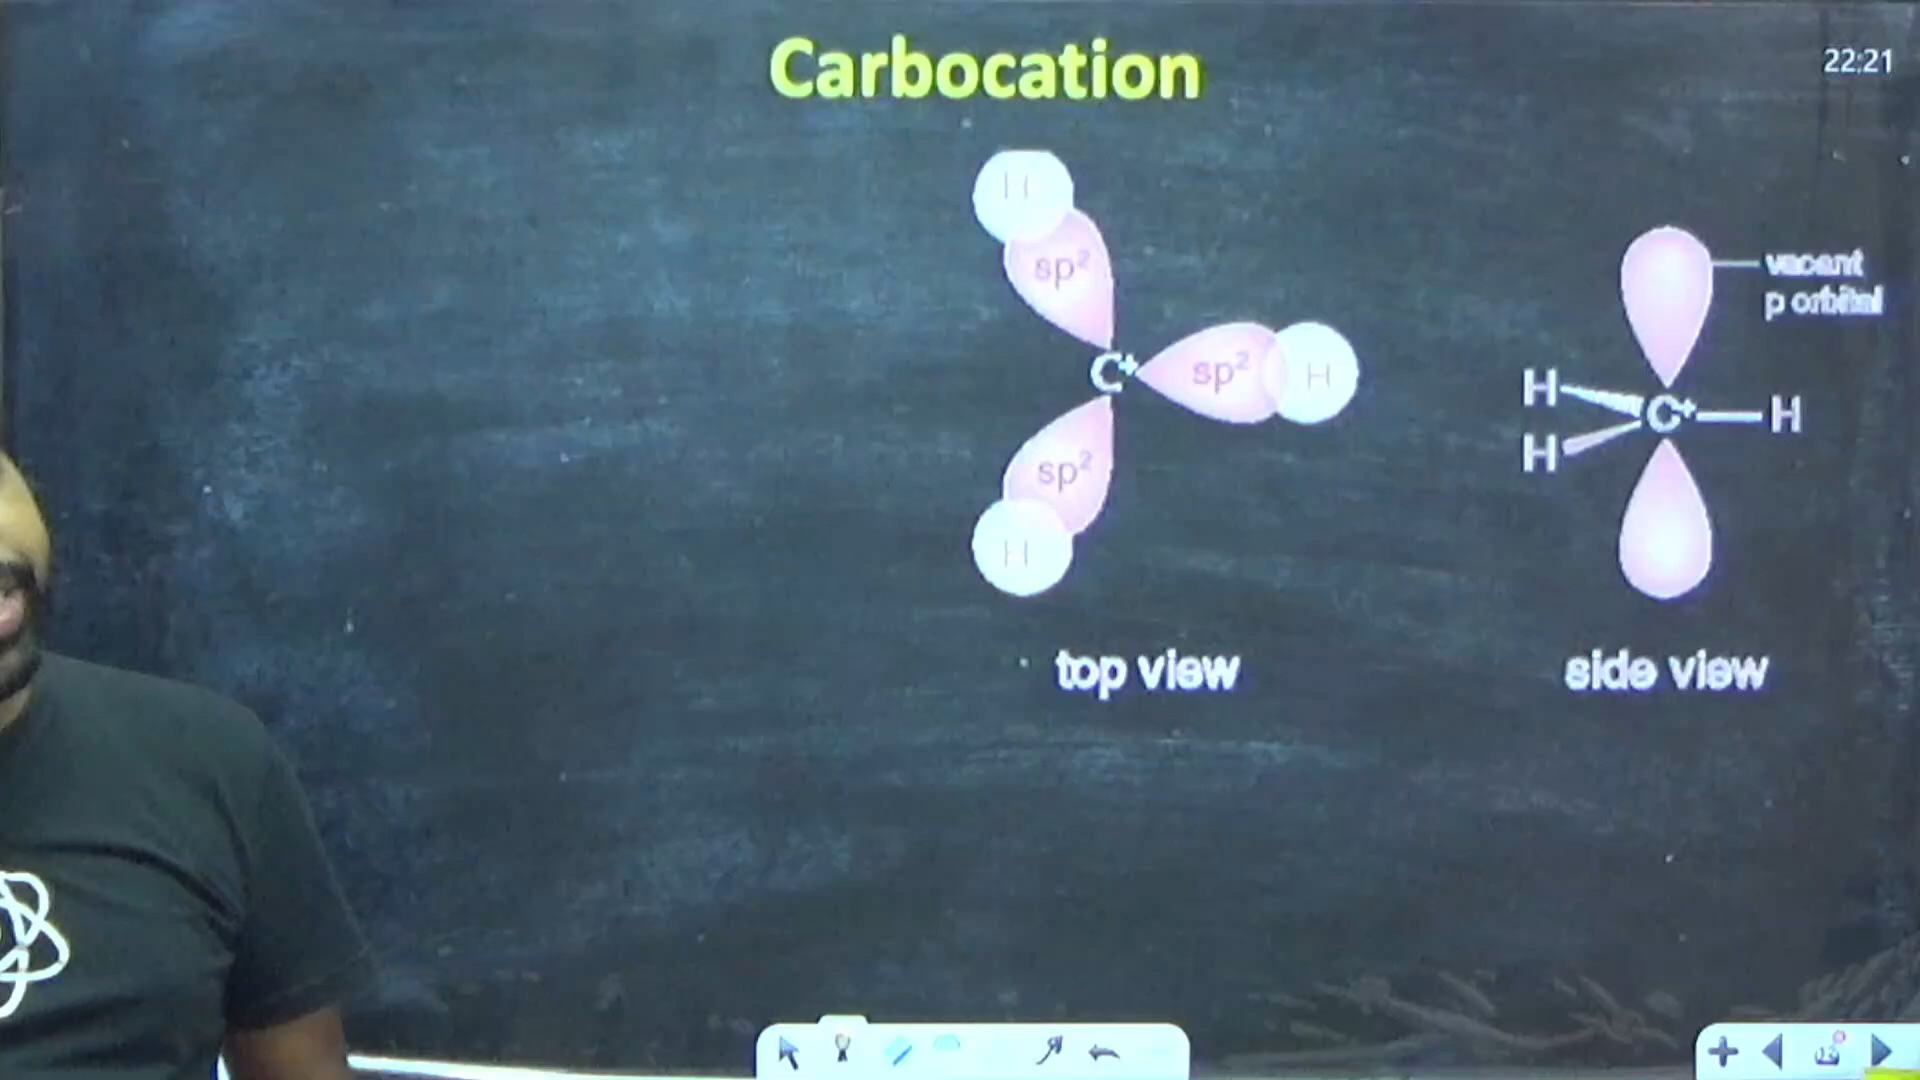 Carbocation
22:21
H
sp²
C⁺
sp²
H
sp²
H
top view
vacant
p orbital
H
C⁺
H
H
side view